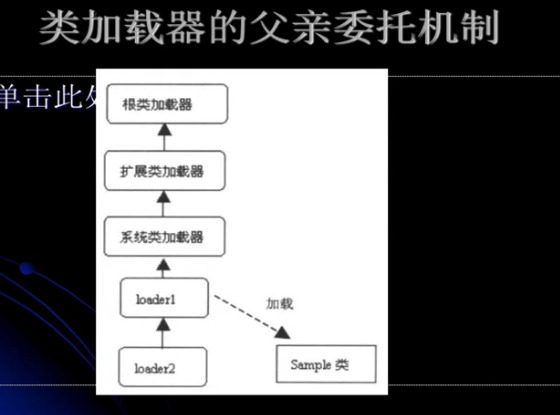 类加载器的父亲委托机制
单击此处
根类加载器
扩展类加载器
系统类加载器
loader1
加载
Sample 类
loader2